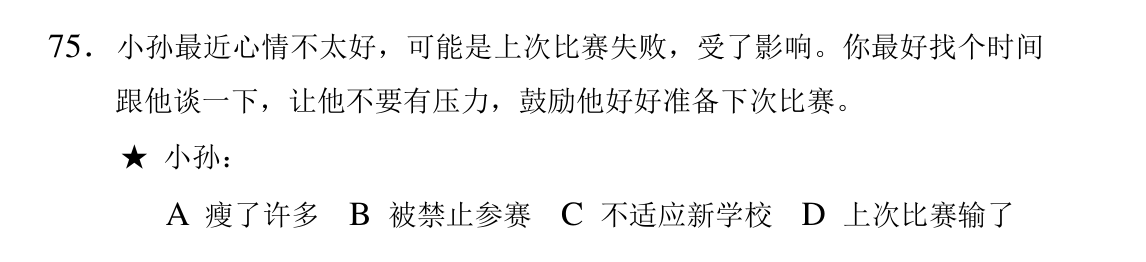 75. 小孙最近心情不太好，可能是上次比赛失败，受了影响。你最好找个时间
跟他谈一下，让他不要有压力，鼓励他好好准备下次比赛。
★ 小孙：
A 瘦了许多 B 被禁止参赛 C 不适应新学校 D 上次比赛输了